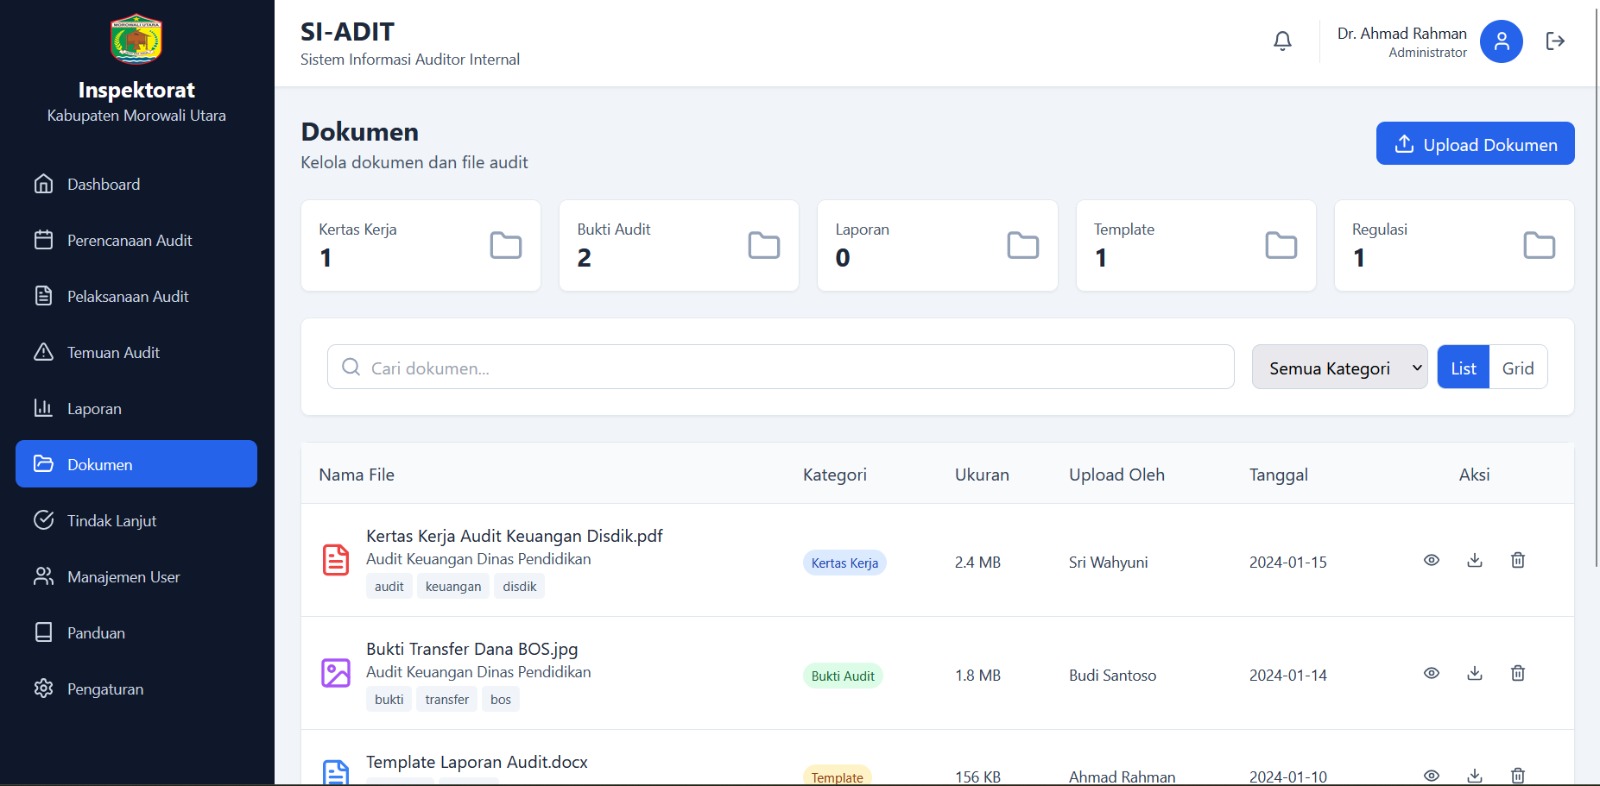 MOROWALI UTARA
Inspektorat
Kabupaten Morowali Utara
Dashboard
Perencanaan Audit
Pelaksanaan Audit
Temuan Audit
Laporan
Dokumen
Tindak Lanjut
Manajemen User
Panduan
Pengaturan
SI-ADIT
Sistem Informasi Auditor Internal
Dr. Ahmad Rahman
Administrator
Dokumen
Kelola dokumen dan file audit
Upload Dokumen
Kertas Kerja
1
Bukti Audit
2
Laporan
0
Template
1
Regulasi
1
Cari dokumen...
Semua Kategori
List
Grid
Nama File Kategori Ukuran Upload Oleh Tanggal Aksi
Kertas Kerja Audit Keuangan Disdik.pdf
Audit Keuangan Dinas Pendidikan
audit keuangan disdik
Kertas Kerja 2.4 MB Sri Wahyuni 2024-01-15
Bukti Transfer Dana BOS.jpg
Audit Keuangan Dinas Pendidikan
bukti transfer bos
Bukti Audit 1.8 MB Budi Santoso 2024-01-14
Template Laporan Audit.docx
Template 156 KB Ahmad Rahman 2024-01-10